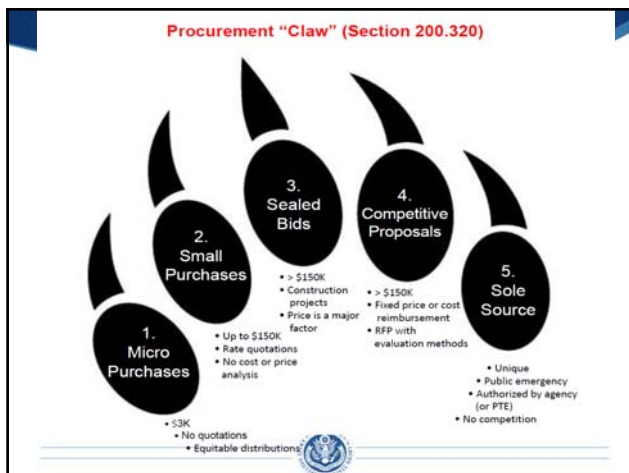 Procurement “Claw” (Section 200.320)
1.
Micro
Purchases
• $3K
• No quotations
• Equitable distributions
2.
Small
Purchases
• Up to $150K
• Rate quotations
• No cost or price
analysis
3.
Sealed
Bids
• > $150K
• Construction
projects
• Price is a major
factor
4.
Competitive
Proposals
• > $150K
• Fixed price or cost
reimbursement
• RFP with
evaluation methods
5.
Sole
Source
• Unique
• Public emergency
• Authorized by agency
(or PTE)
• No competition